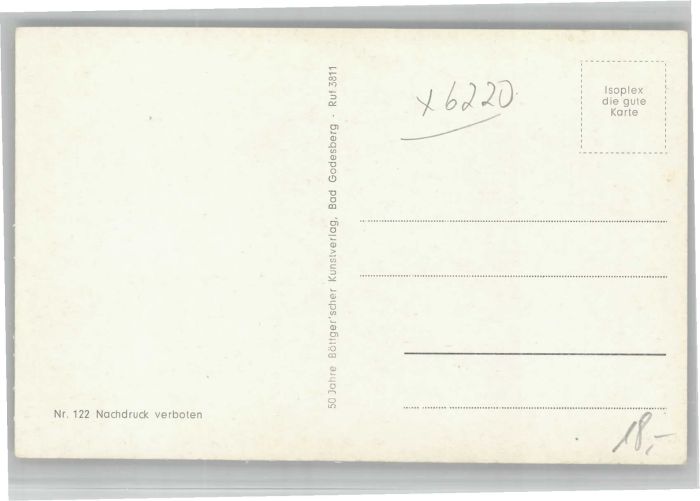 x6220
Isoplex
die gute
Karte
50 Jahre Böttger'scher Kunstverlag, Bad Godesberg · Ruf 3811
Nr. 122 Nachdruck verboten
18,-